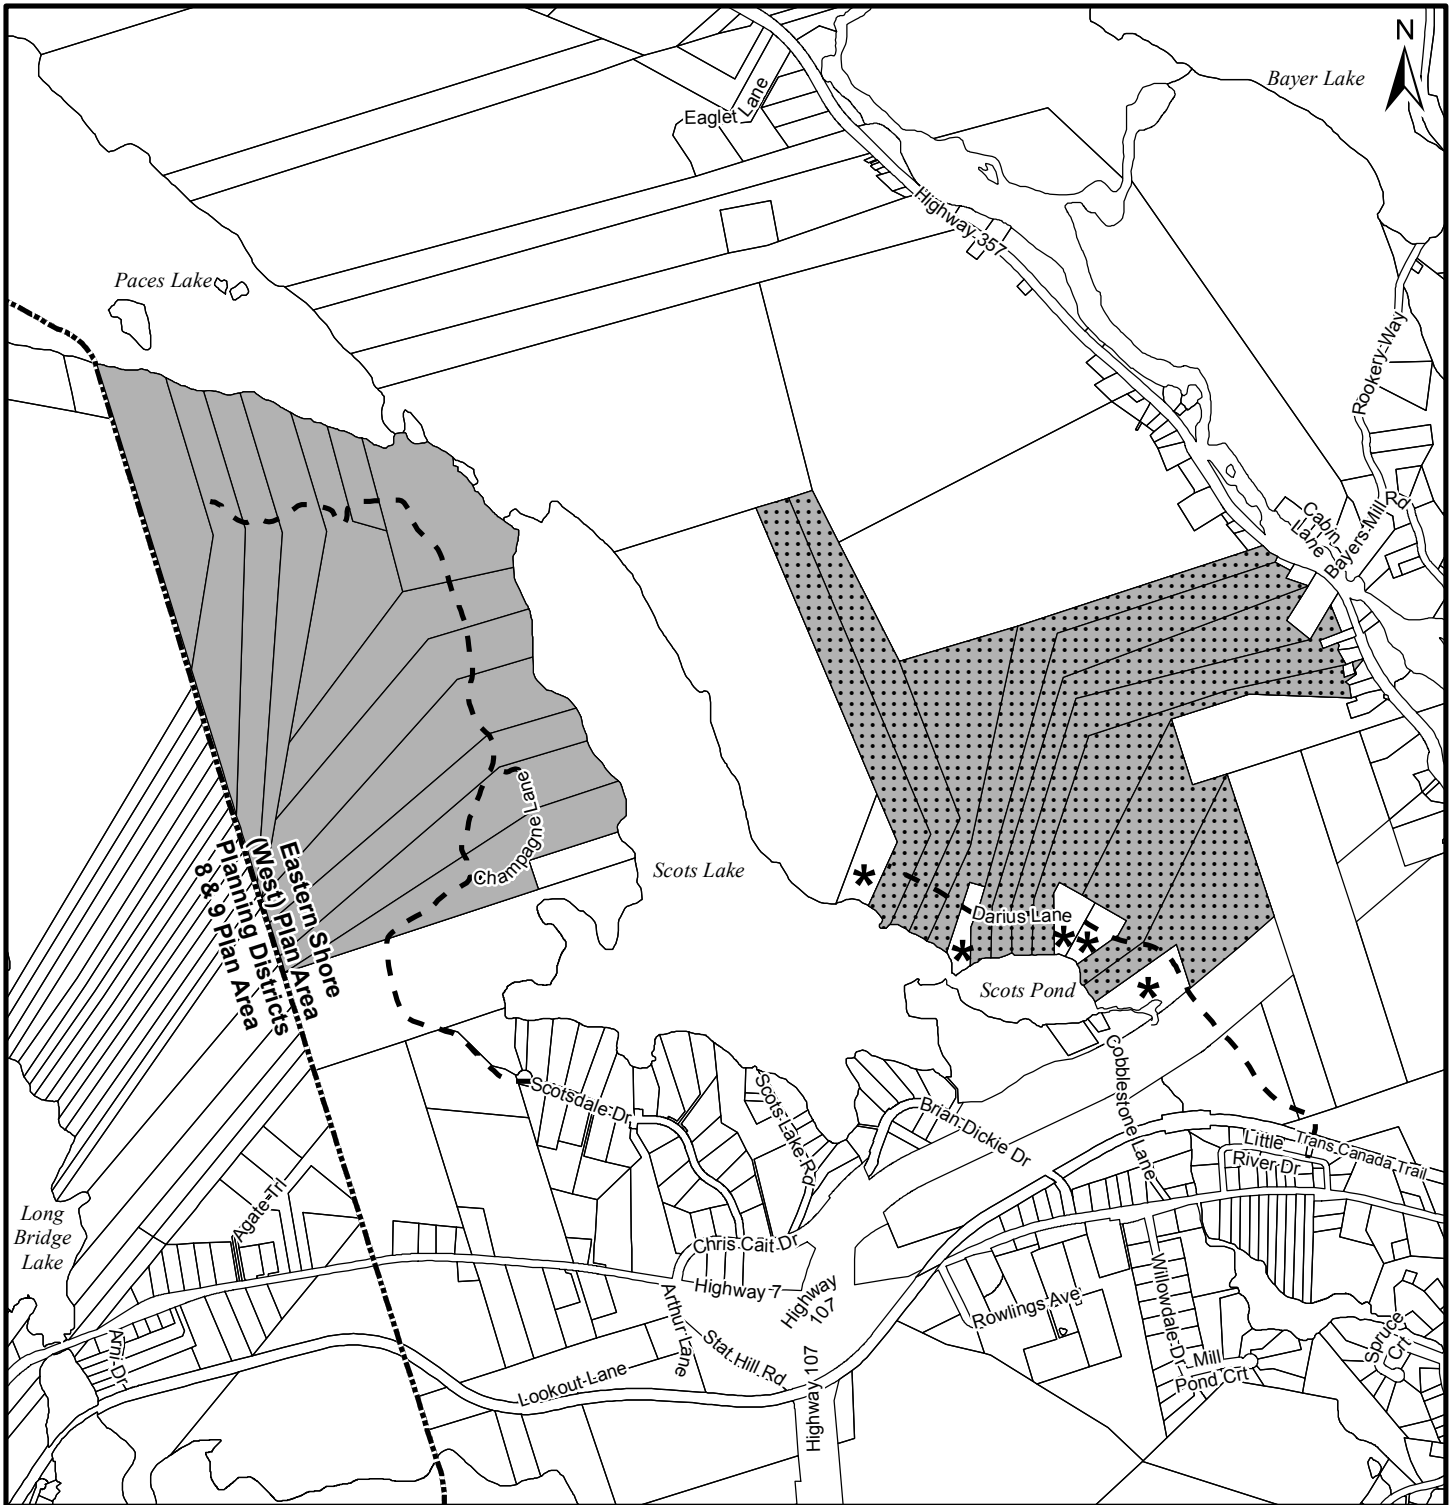 N
Bayer Lake
Eaglet Lane
Highway 357
Paces Lake
Rookery Way
Cabin
Lane
Bayers Mill Rd
Champagne Lane
Eastern Shore
(West) Plan Area
Planning Districts
8 & 9 Plan Area
Scots Lake
*
Darius Lane
*
* *
Scots Pond
*
Cobblestone Lane
Scotsdale Dr
Scots Lake Rd
Brian Dickie Dr
Little
River Dr
Trans Canada Trail
Long
Bridge
Lake
Agate Trl
Chris Cait Dr
Highway 7
Highway
107
Arthur Lane
Stat Hill Rd
Rowlings Ave
Willowdale Dr
Mill
Pond Crt
Spruce
Crt
Arni Dr
Lookout Lane
Highway 107